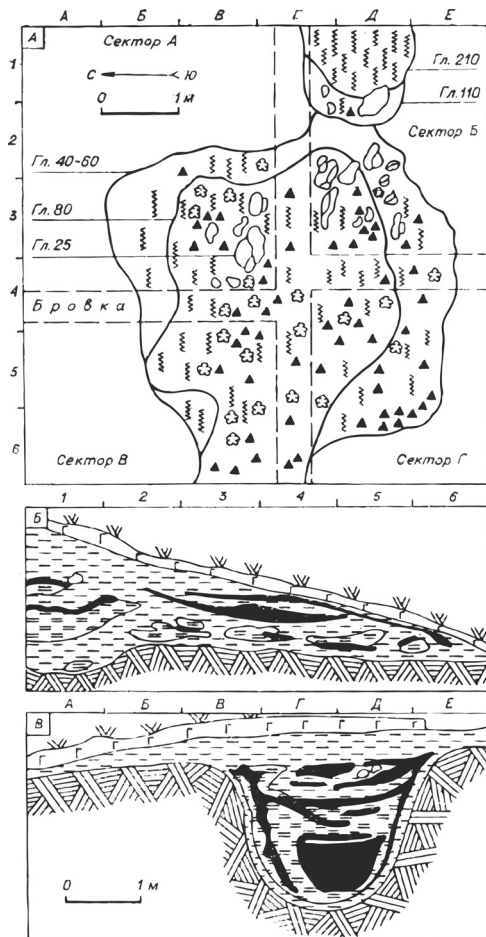 А Б В С Д Е
А
Сектор А
1
Гл. 210
С Ю
Гл. 110
0 1 м
Сектор Б
2
Гл. 40-60
3
Гл. 80
Гл. 25
4
Бровка
5
6
Сектор В
Сектор Г
Б
1 2 3 4 5 6
В
А Б В Г Д Е
0 1 м